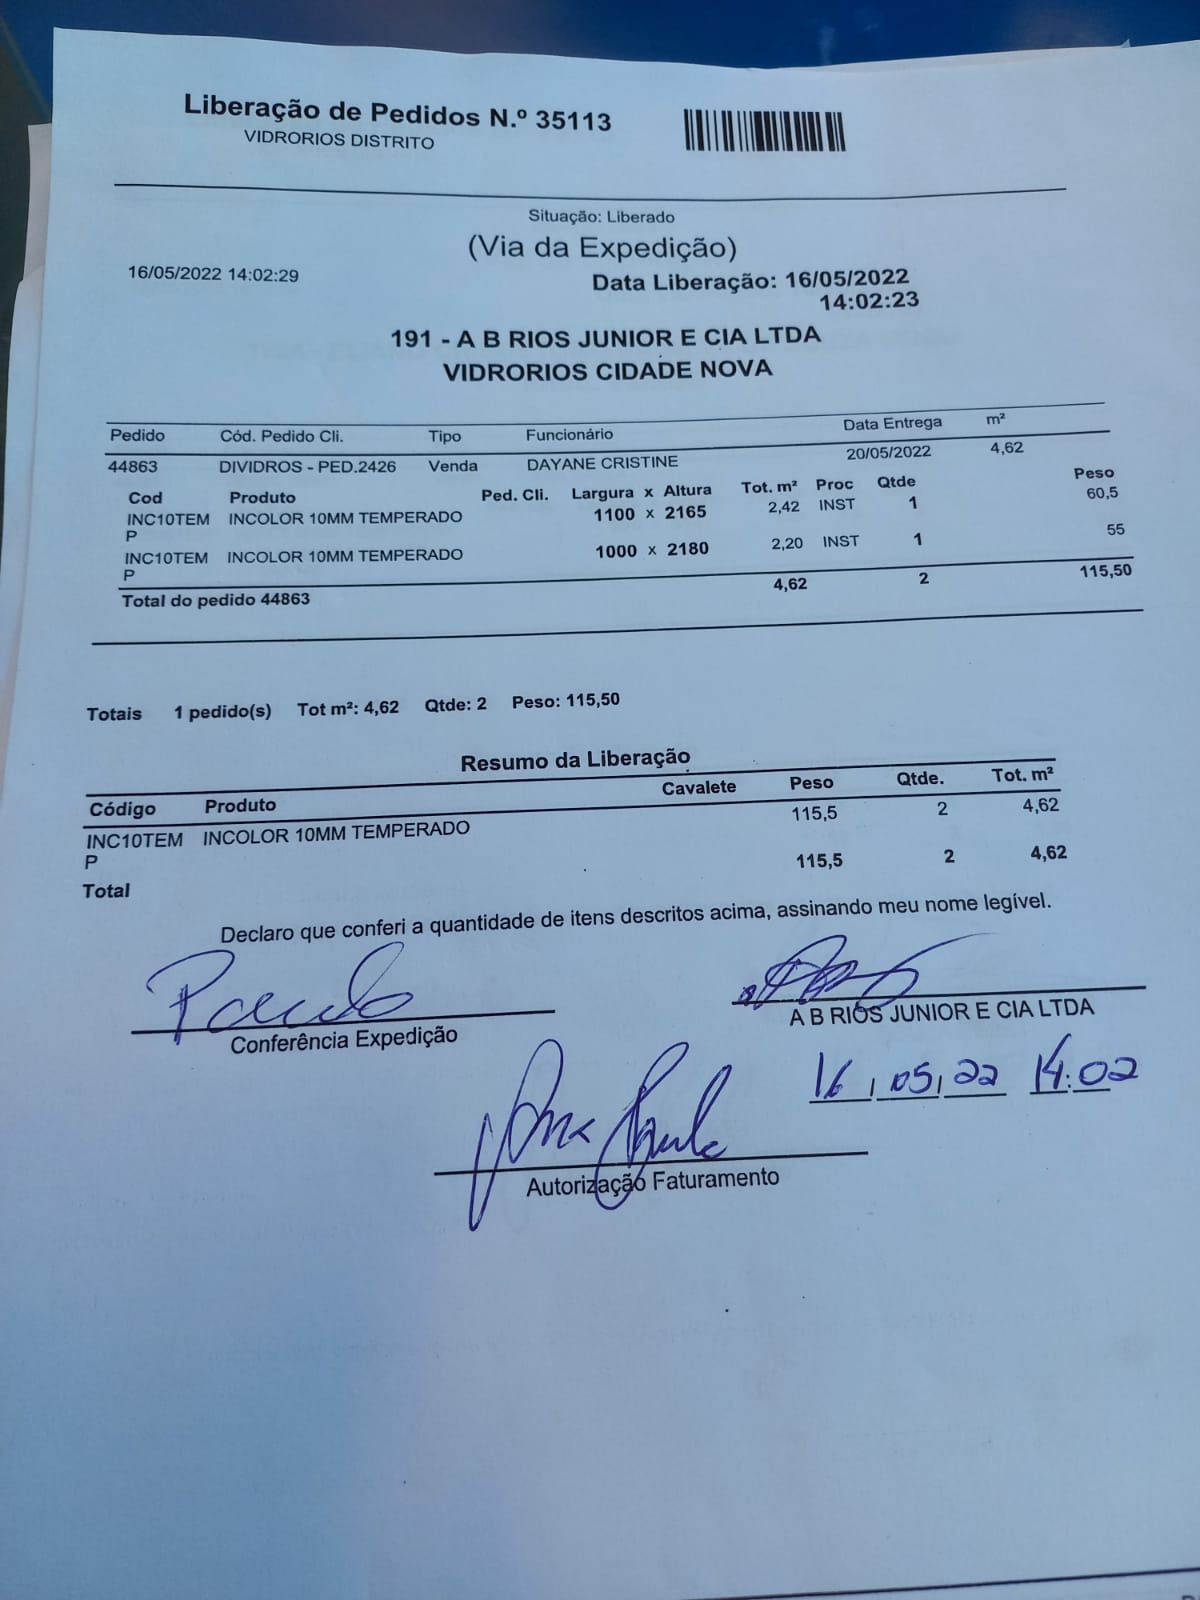 Liberação de Pedidos N.º 35113
VIDRORIOS DISTRITO
Situação: Liberado
(Via da Expedição)
16/05/2022 14:02:29
Data Liberação: 16/05/2022
14:02:23
191 - A B RIOS JUNIOR E CIA LTDA
VIDRORIOS CIDADE NOVA
Pedido Cód. Pedido Cli. Tipo Funcionário Data Entrega m²
44863 DIVIDROS - PED.2426 Venda DAYANE CRISTINE 20/05/2022 4,62
Cod Produto Ped. Cli. Largura x Altura Tot. m² Proc Qtde Peso
INC10TEM INCOLOR 10MM TEMPERADO 1100 x 2165 2,42 INST 1 60,5
P
INC10TEM INCOLOR 10MM TEMPERADO 1000 x 2180 2,20 INST 1 55
P
Total do pedido 44863 4,62 2 115,50
Totais 1 pedido(s) Tot m²: 4,62 Qtde: 2 Peso: 115,50
Resumo da Liberação
Código Produto Cavalete Peso Qtde. Tot. m²
INC10TEM INCOLOR 10MM TEMPERADO 115,5 2 4,62
P
Total 115,5 2 4,62
Declaro que conferi a quantidade de itens descritos acima, assinando meu nome legível.
Conferência Expedição
A B RIOS JUNIOR E CIA LTDA
16/05/22 14:02
Ana Paula
Autorização Faturamento